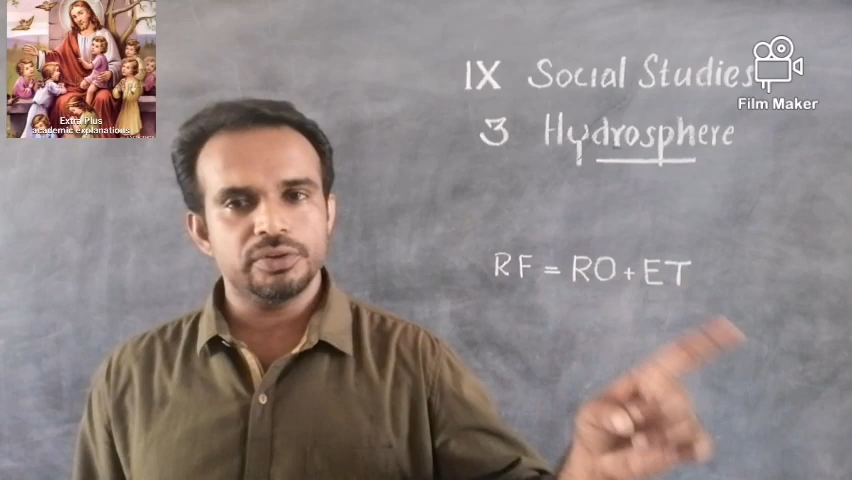 Extra Plus
academic explanations
IX Social Studies
Film Maker
3 Hydrosphere
RF = RO + ET